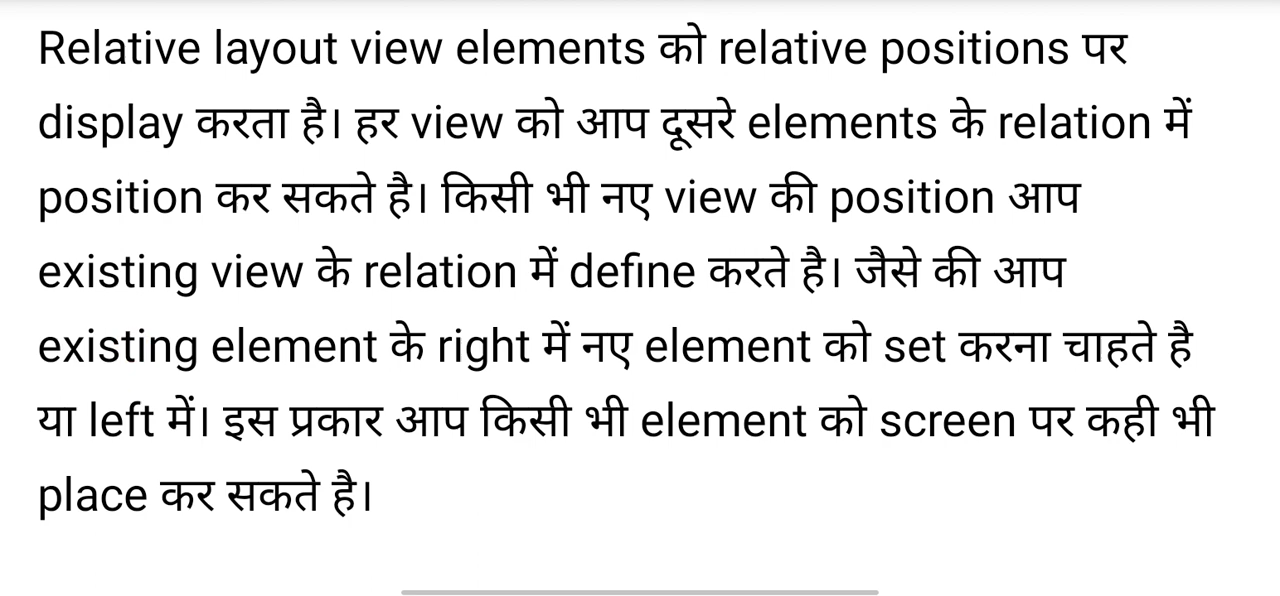 Relative layout view elements को relative positions पर
display करता है। हर view को आप दूसरे elements के relation में
position कर सकते है। किसी भी नए view की position आप
existing view के relation में define करते है। जैसे की आप
existing element के right में नए element को set करना चाहते है
या left में। इस प्रकार आप किसी भी element को screen पर कही भी
place कर सकते है।